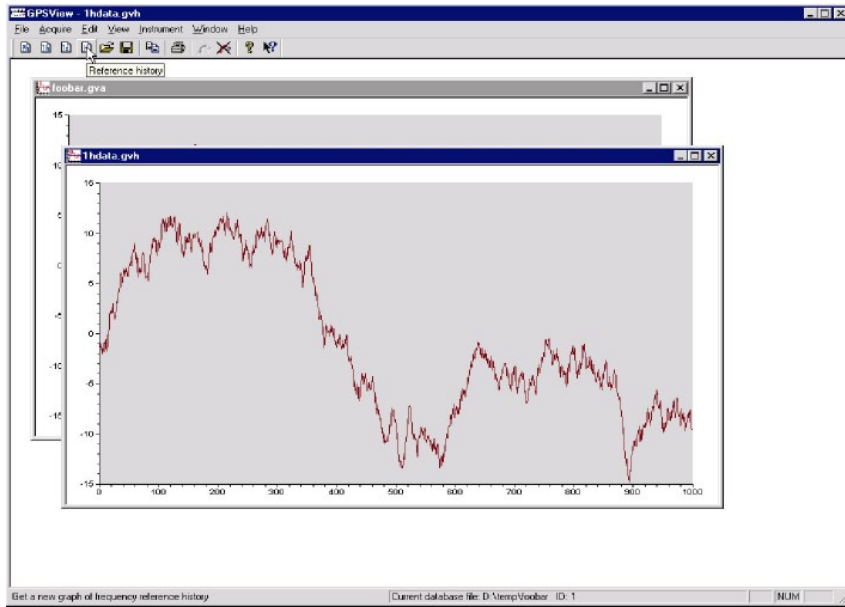 GPSView - 1hdata.gvh
File Acquire Edit View Instrument Window Help
Reference history
foobar.gva
15
10
5
0
-5
-10
-15
1hdata.gvh
15
10
5
0
-5
-10
-15
0 100 200 300 400 500 600 700 800 900 1000
Get a new graph of frequency reference history
Current database file: D:\temp\foobar ID: 1
NUM